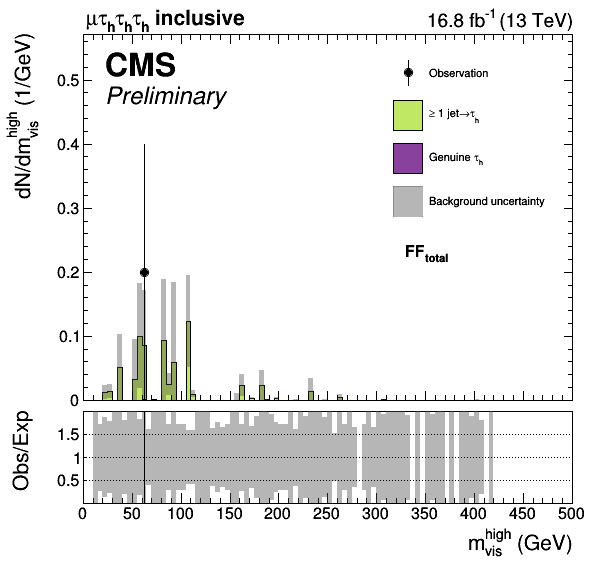 μτhτhτh inclusive
16.8 fb⁻¹ (13 TeV)
CMS
Preliminary
Observation
≥ 1 jet→τh
Genuine τh
Background uncertainty
FFtotal
dN/dm_vis^high (1/GeV)
0.5
0.4
0.3
0.2
0.1
0
Obs/Exp
1.5
1
0.5
0 50 100 150 200 250 300 350 400 450 500
m_vis^high (GeV)